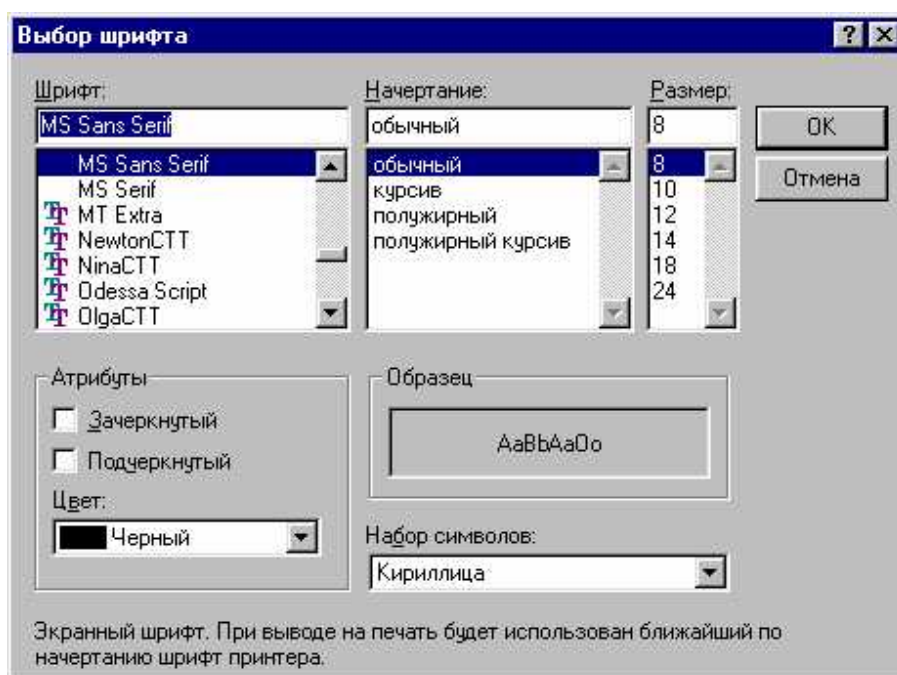 Выбор шрифта
Шрифт:
MS Sans Serif
MS Sans Serif
MS Serif
MT Extra
NewtonCTT
NinaCTT
Odessa Script
OlgaCTT
Начертание:
обычный
обычный
курсив
полужирный
полужирный курсив
Размер:
8
8
10
12
14
18
24
OK
Отмена
Атрибуты
Зачеркнутый
Подчеркнутый
Цвет:
Черный
Образец
AaBbAaOo
Набор символов:
Кириллица
Экранный шрифт. При выводе на печать будет использован ближайший по
начертанию шрифт принтера.